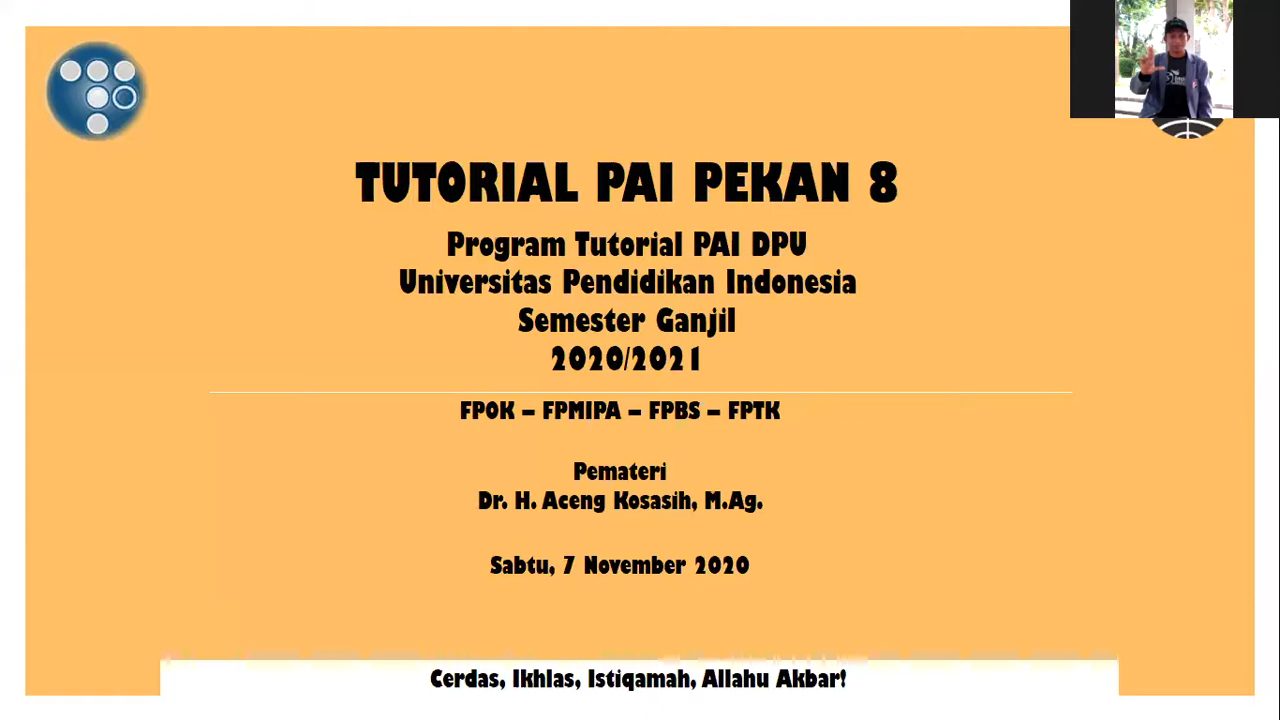 TUTORIAL PAI PEKAN 8
Program Tutorial PAI DPU
Universitas Pendidikan Indonesia
Semester Ganjil
2020/2021
FPOK – FPMIPA – FPBS – FPTK
Pemateri
Dr. H. Aceng Kosasih, M.Ag.
Sabtu, 7 November 2020
Cerdas, Ikhlas, Istiqamah, Allahu Akbar!